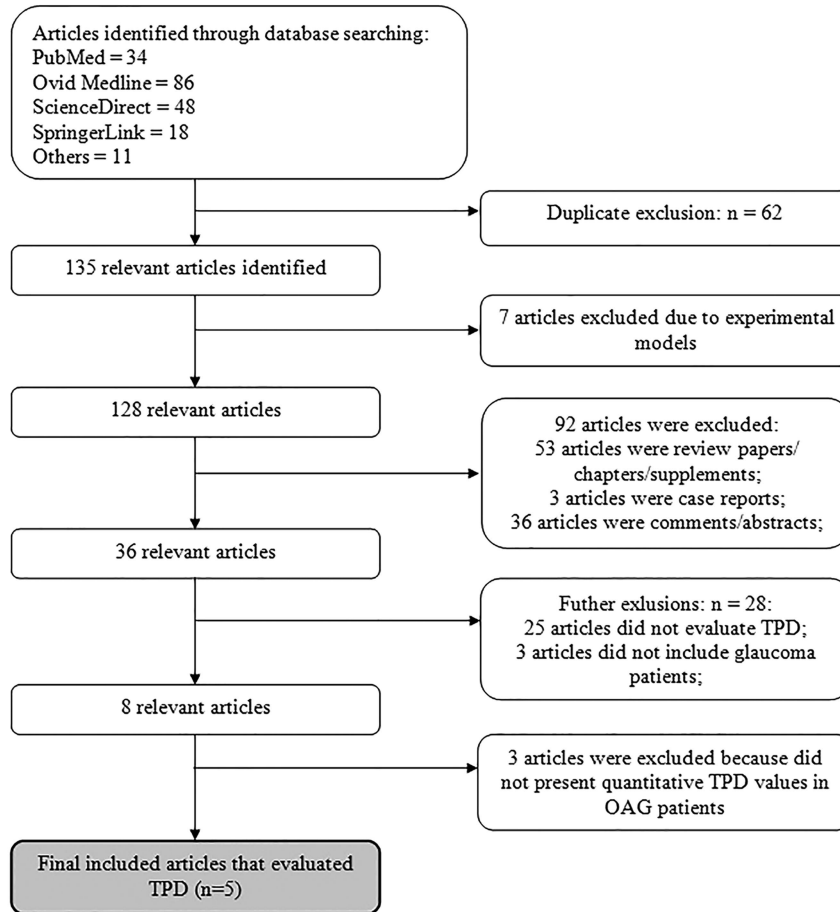 Articles identified through database searching:
PubMed = 34
Ovid Medline = 86
ScienceDirect = 48
SpringerLink = 18
Others = 11
Duplicate exclusion: n = 62
135 relevant articles identified
7 articles excluded due to experimental
models
128 relevant articles
92 articles were excluded:
53 articles were review papers/
chapters/supplements;
3 articles were case reports;
36 articles were comments/abstracts;
36 relevant articles
Futher exlusions: n = 28:
25 articles did not evaluate TPD;
3 articles did not include glaucoma
patients;
8 relevant articles
3 articles were excluded because did
not present quantitative TPD values in
OAG patients
Final included articles that evaluated
TPD (n=5)